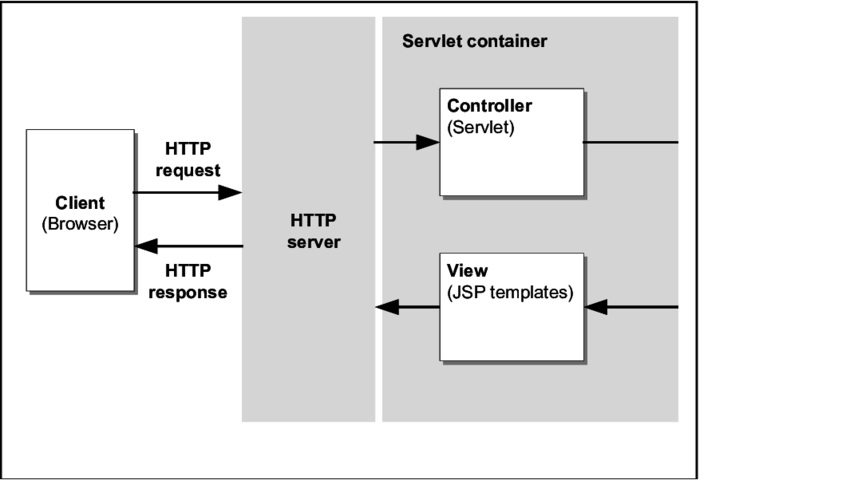 Servlet container
Controller
(Servlet)
HTTP
request
Client
(Browser)
HTTP
server
HTTP
response
View
(JSP templates)